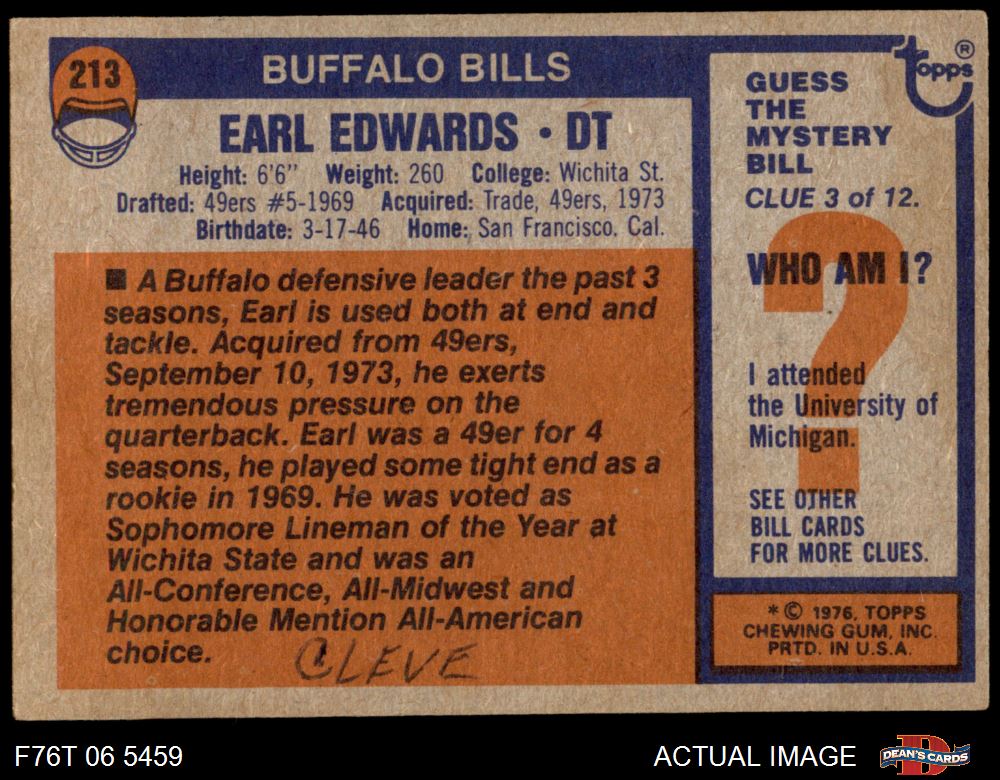 213
BUFFALO BILLS
EARL EDWARDS • DT
Height: 6'6" Weight: 260 College: Wichita St.
Drafted: 49ers #5-1969 Acquired: Trade, 49ers, 1973
Birthdate: 3-17-46 Home: San Francisco, Cal.
■ A Buffalo defensive leader the past 3
seasons, Earl is used both at end and
tackle. Acquired from 49ers,
September 10, 1973, he exerts
tremendous pressure on the
quarterback. Earl was a 49er for 4
seasons, he played some tight end as a
rookie in 1969. He was voted as
Sophomore Lineman of the Year at
Wichita State and was an
All-Conference, All-Midwest and
Honorable Mention All-American
choice.
CLEVE
topps ®
GUESS
THE
MYSTERY
BILL
CLUE 3 of 12.
?
WHO AM I?
I attended
the University of
Michigan.
SEE OTHER
BILL CARDS
FOR MORE CLUES.
* © 1976, TOPPS
CHEWING GUM, INC.
PRTD. IN U.S.A.
F76T 06 5459
ACTUAL IMAGE
DEAN'S CARDS